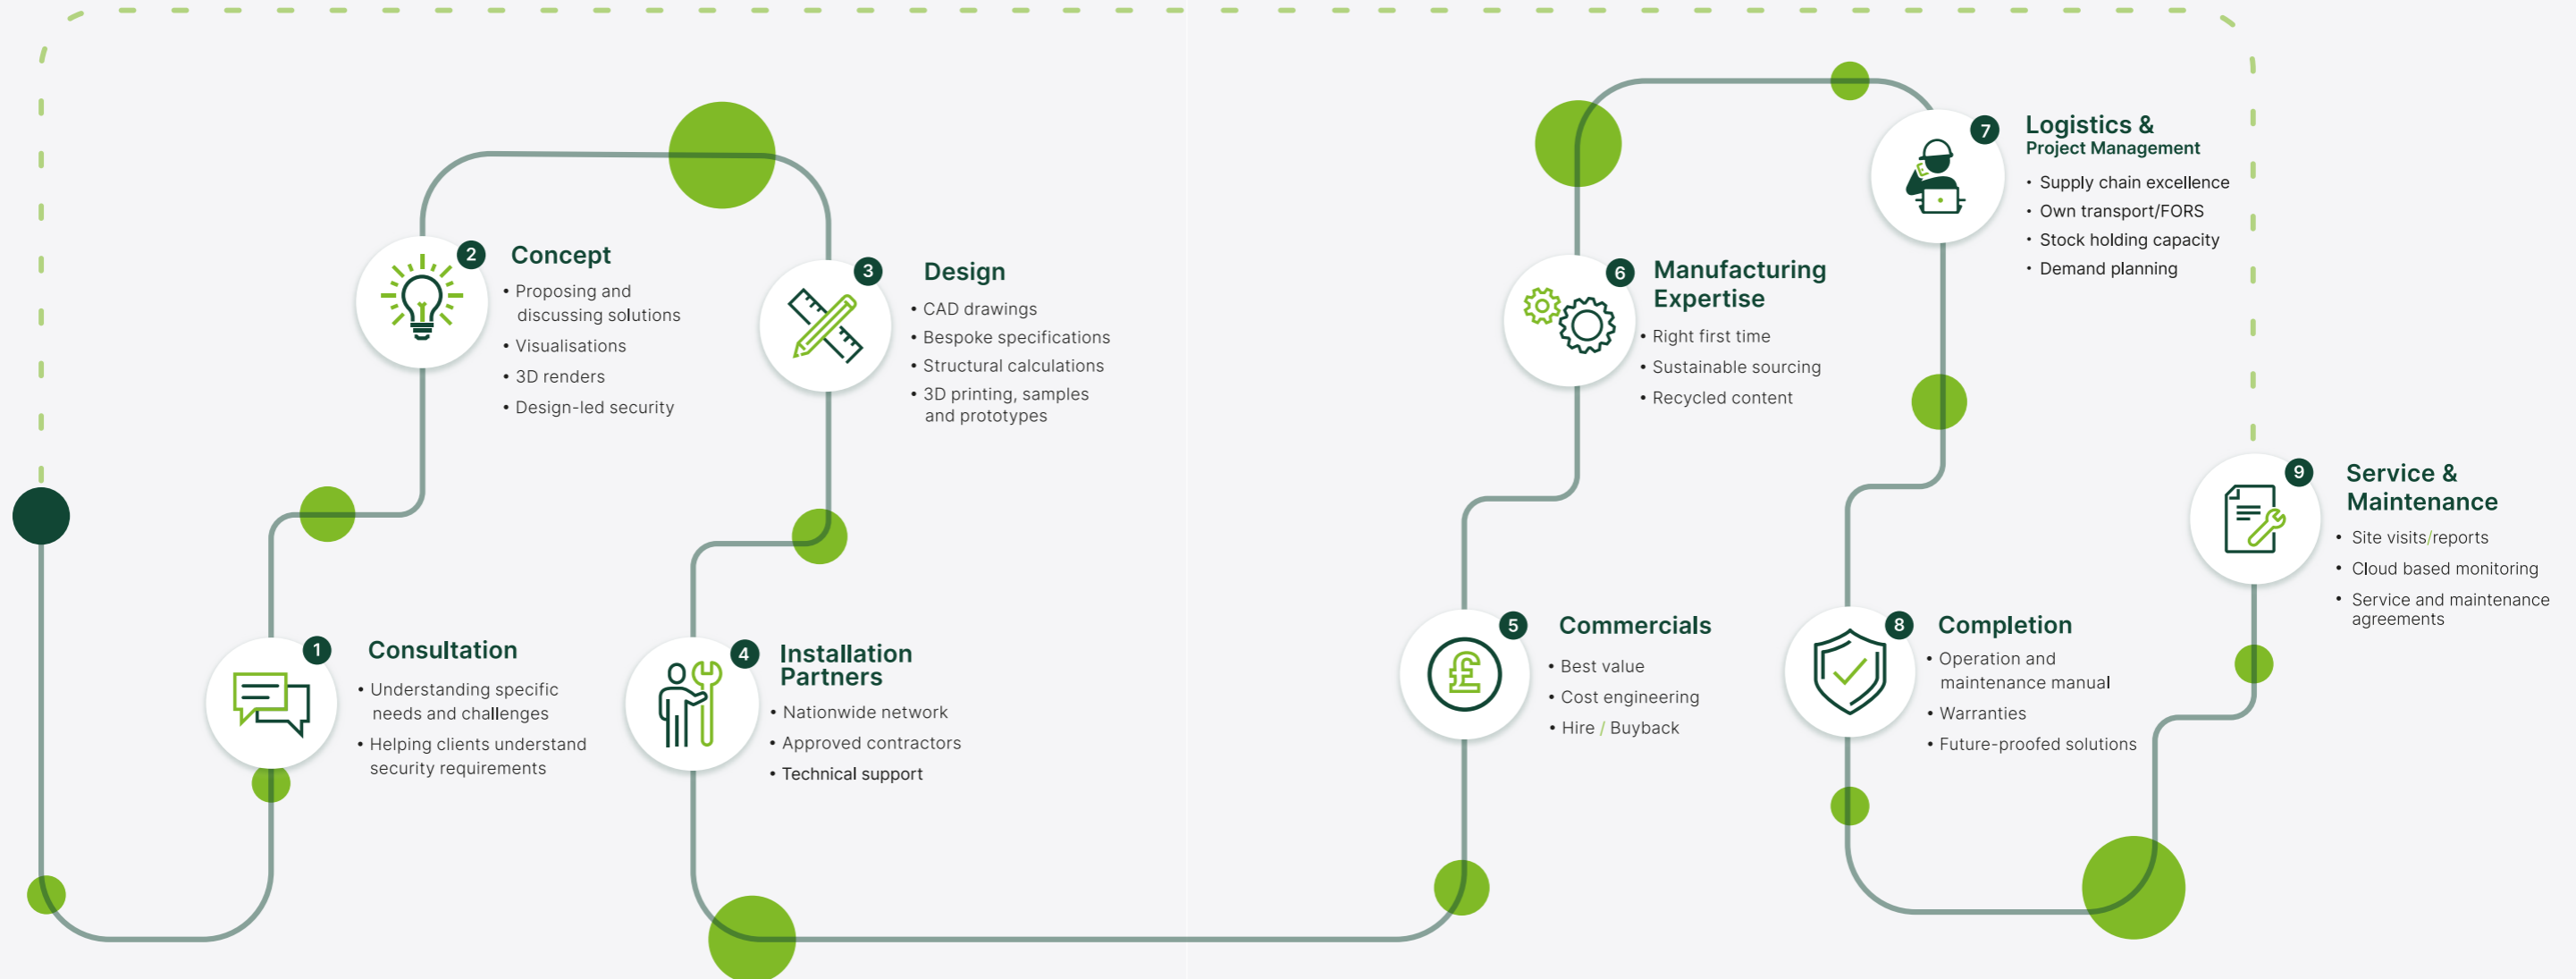 1
Consultation
• Understanding specific
needs and challenges
• Helping clients understand
security requirements
2
Concept
• Proposing and
discussing solutions
• Visualisations
• 3D renders
• Design-led security
3
Design
• CAD drawings
• Bespoke specifications
• Structural calculations
• 3D printing, samples
and prototypes
4
Installation
Partners
• Nationwide network
• Approved contractors
• Technical support
5
Commercials
• Best value
• Cost engineering
• Hire / Buyback
£
6
Manufacturing
Expertise
• Right first time
• Sustainable sourcing
• Recycled content
7
Logistics &
Project Management
• Supply chain excellence
• Own transport/FORS
• Stock holding capacity
• Demand planning
8
Completion
• Operation and
maintenance manual
• Warranties
• Future-proofed solutions
9
Service &
Maintenance
• Site visits/reports
• Cloud based monitoring
• Service and maintenance
agreements